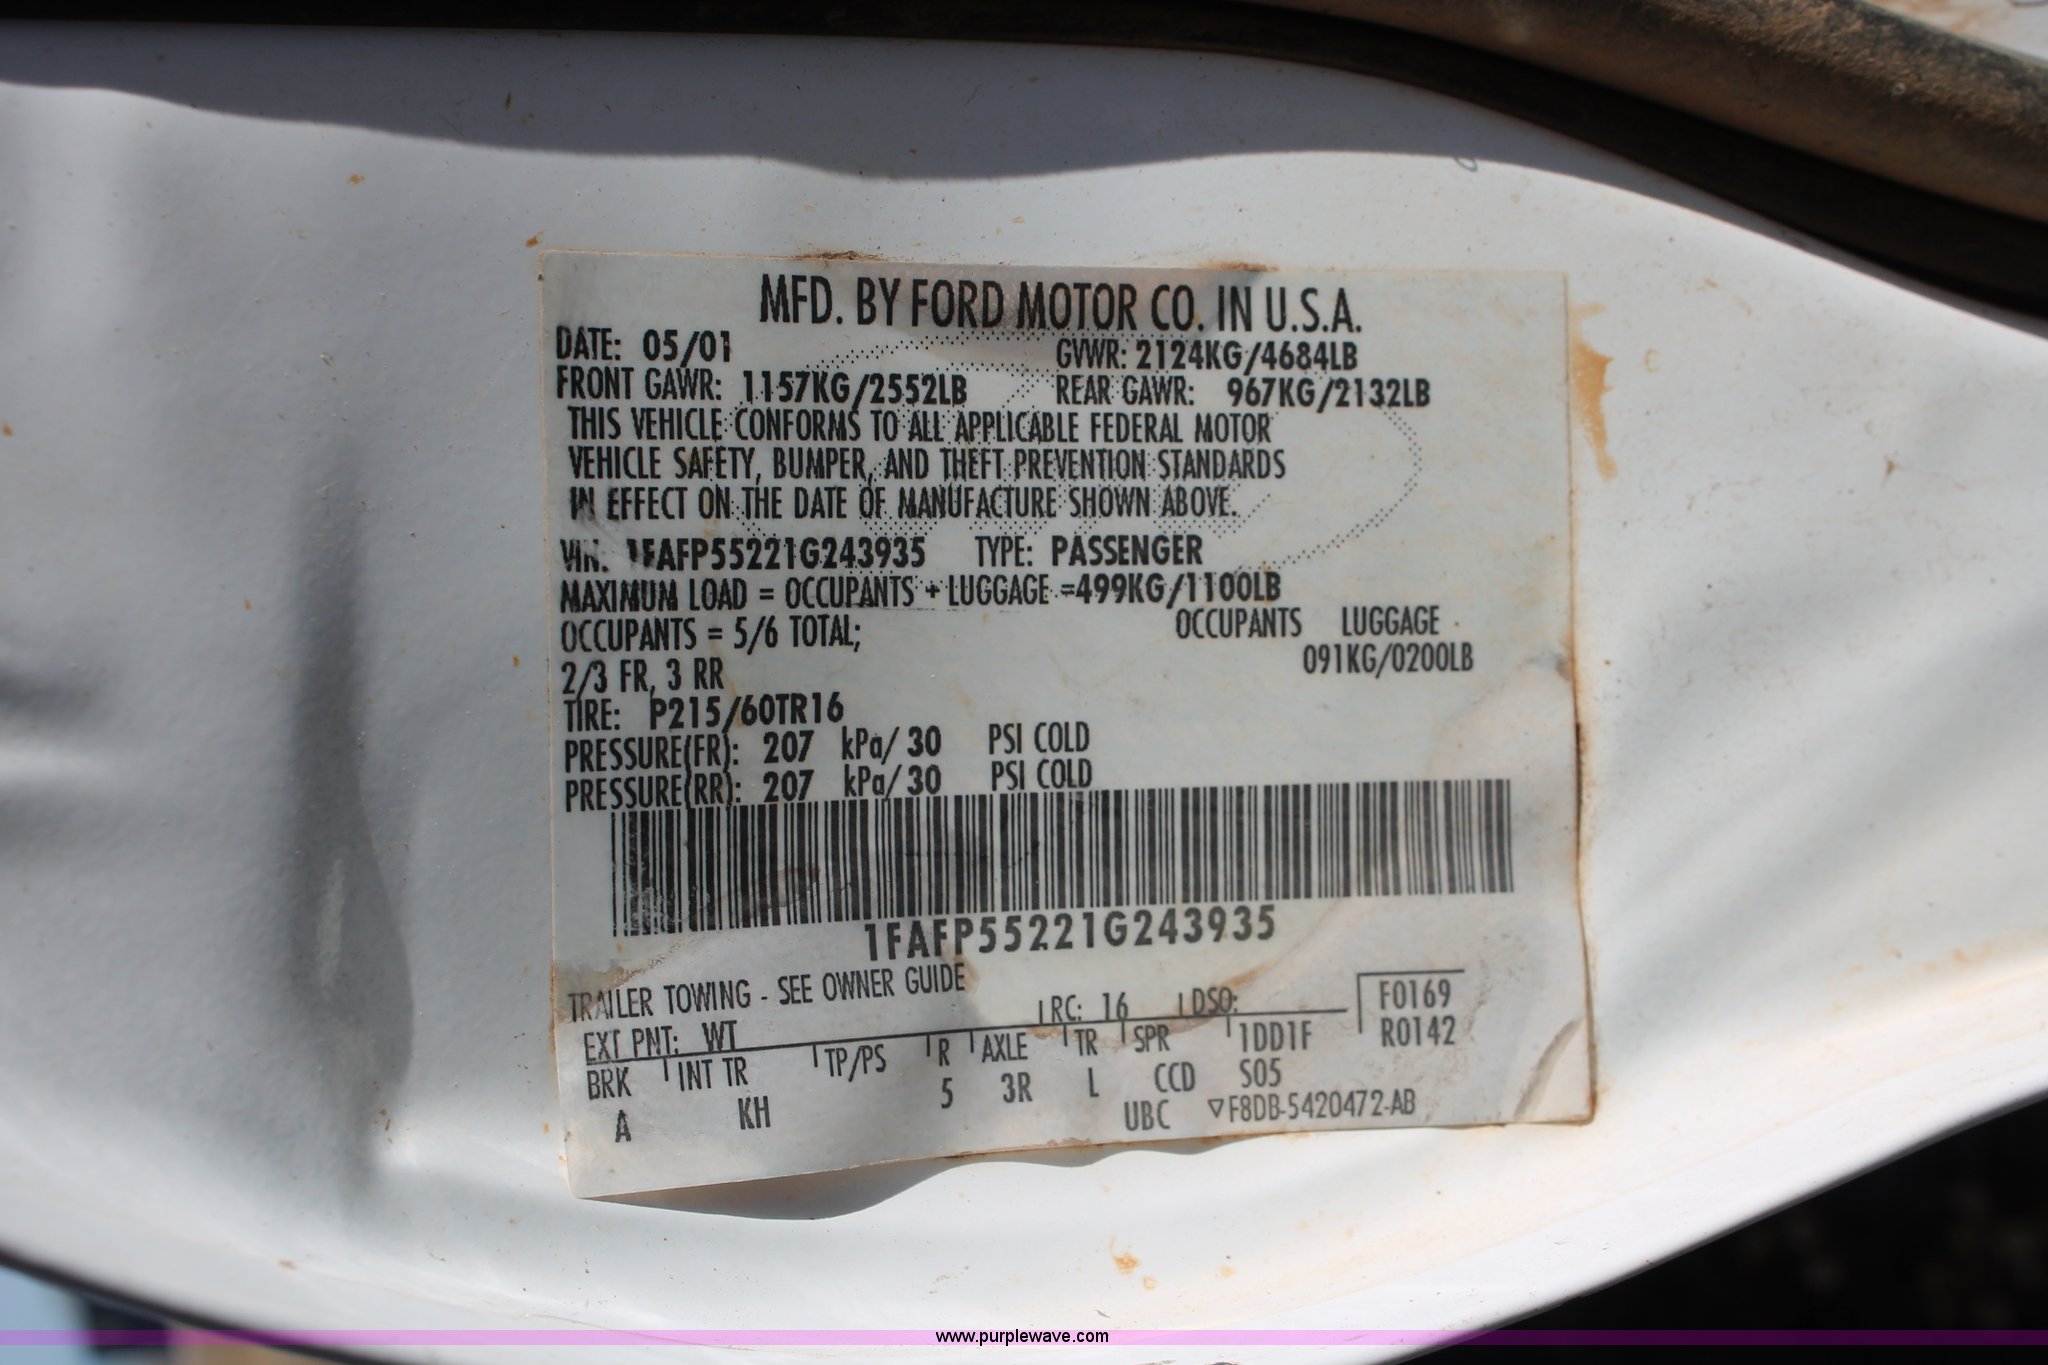 MFD. BY FORD MOTOR CO. IN U.S.A.
DATE: 05/01 GVWR: 2124KG/4684LB
FRONT GAWR: 1157KG/2552LB REAR GAWR: 967KG/2132LB
THIS VEHICLE CONFORMS TO ALL APPLICABLE FEDERAL MOTOR
VEHICLE SAFETY, BUMPER, AND THEFT PREVENTION STANDARDS
IN EFFECT ON THE DATE OF MANUFACTURE SHOWN ABOVE.
VIN: 1FAFP55221G243935 TYPE: PASSENGER
MAXIMUM LOAD = OCCUPANTS + LUGGAGE =499KG/1100LB
OCCUPANTS = 5/6 TOTAL; OCCUPANTS LUGGAGE
2/3 FR, 3 RR 091KG/0200LB
TIRE: P215/60TR16
PRESSURE(FR): 207 kPa/ 30 PSI COLD
PRESSURE(RR): 207 kPa/ 30 PSI COLD
1FAFP55221G243935
TRAILER TOWING - SEE OWNER GUIDE
EXT PNT: WT RC: 16 DSO: F0169
BRK INT TR TP/PS R AXLE TR SPR 1DD1F R0142
A KH 5 3R L CCD S05
UBC ▽F8DB-5420472-AB
www.purplewave.com